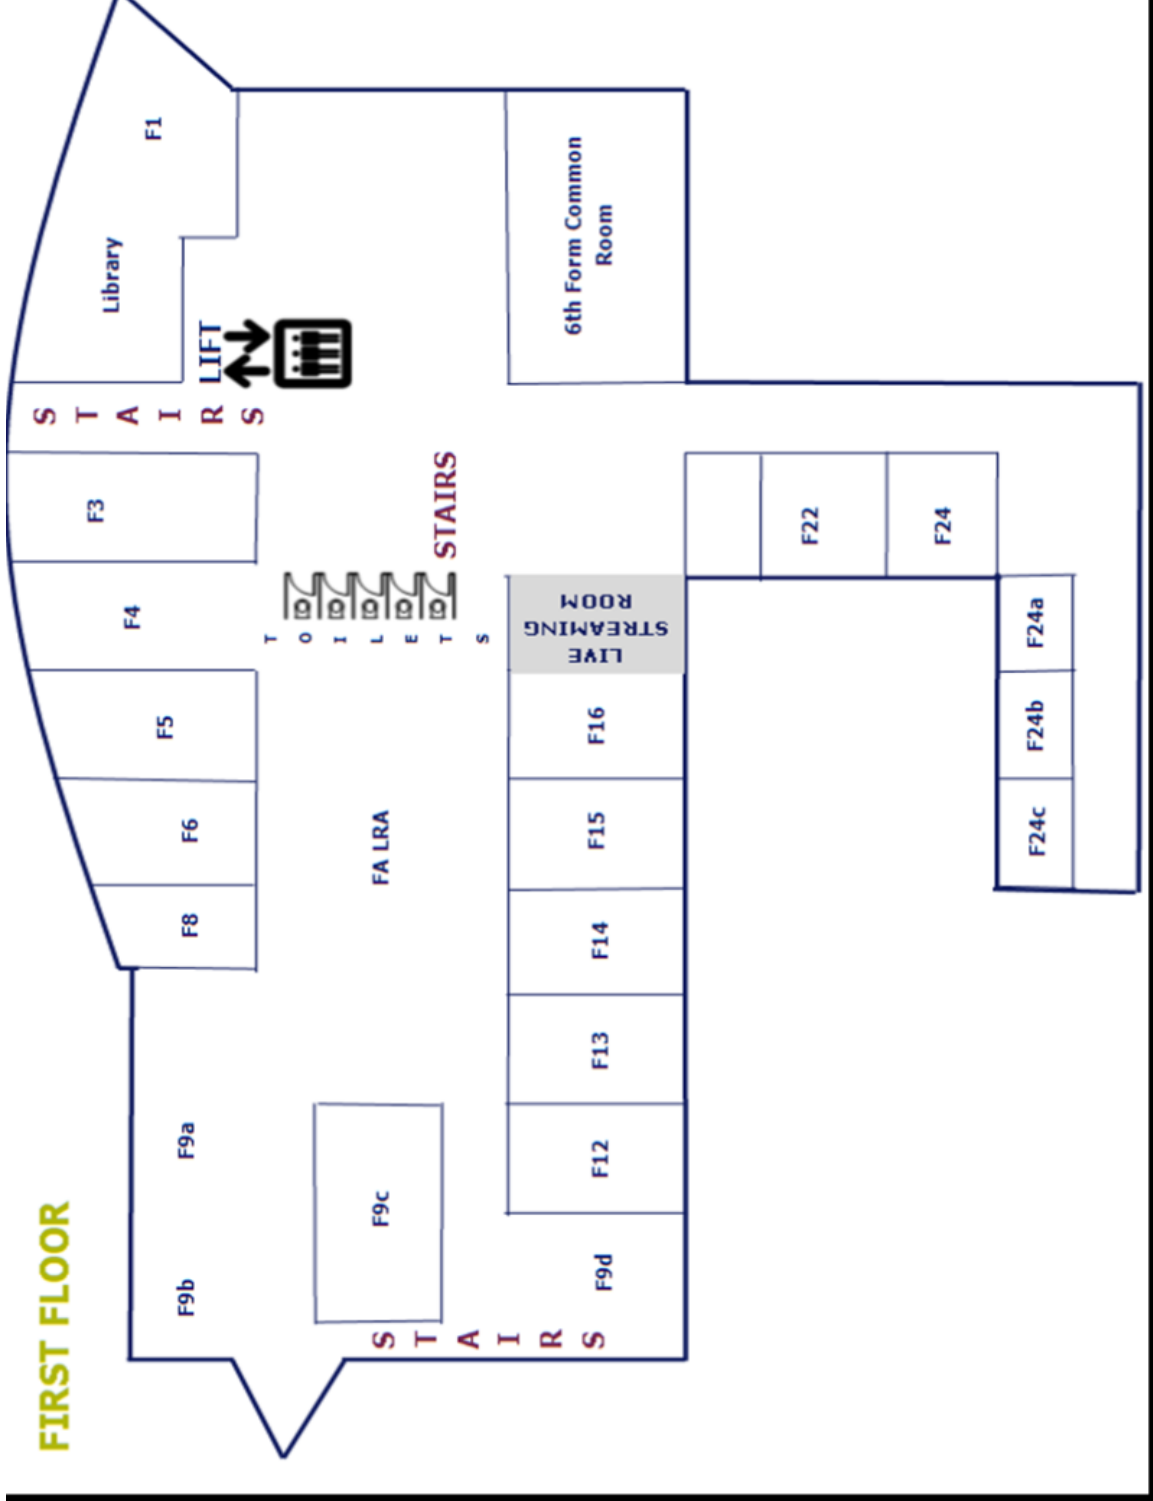 FIRST FLOOR
F9b
F9a
F8
F6
F5
F4
F3
STAIRS
Library
F1
LIFT
F9c
FA LRA
TOILETS
STAIRS
STAIRS
F9d
F12
F13
F14
F15
F16
LIVE
STREAMING
ROOM
6th Form Common
Room
F22
F24
F24c
F24b
F24a